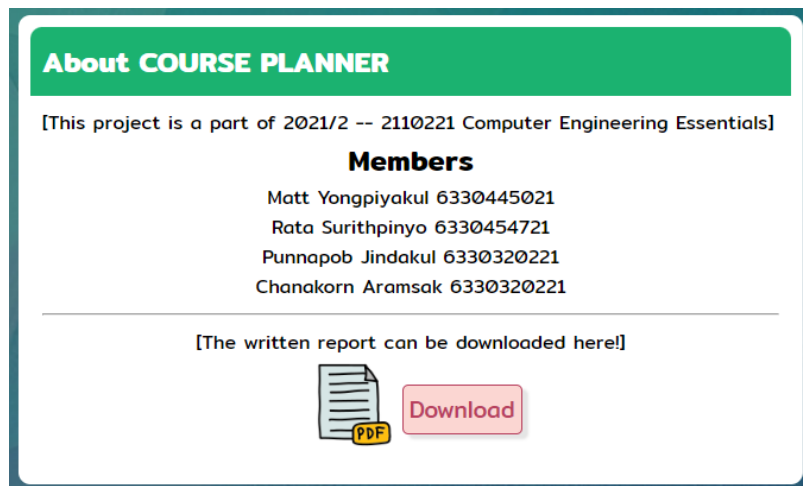 About COURSE PLANNER
[This project is a part of 2021/2 -- 2110221 Computer Engineering Essentials]
Members
Matt Yongpiyakul 6330445021
Rata Surithpinyo 6330454721
Punnapob Jindakul 6330320221
Chanakorn Aramsak 6330320221
[The written report can be downloaded here!]
PDF
Download